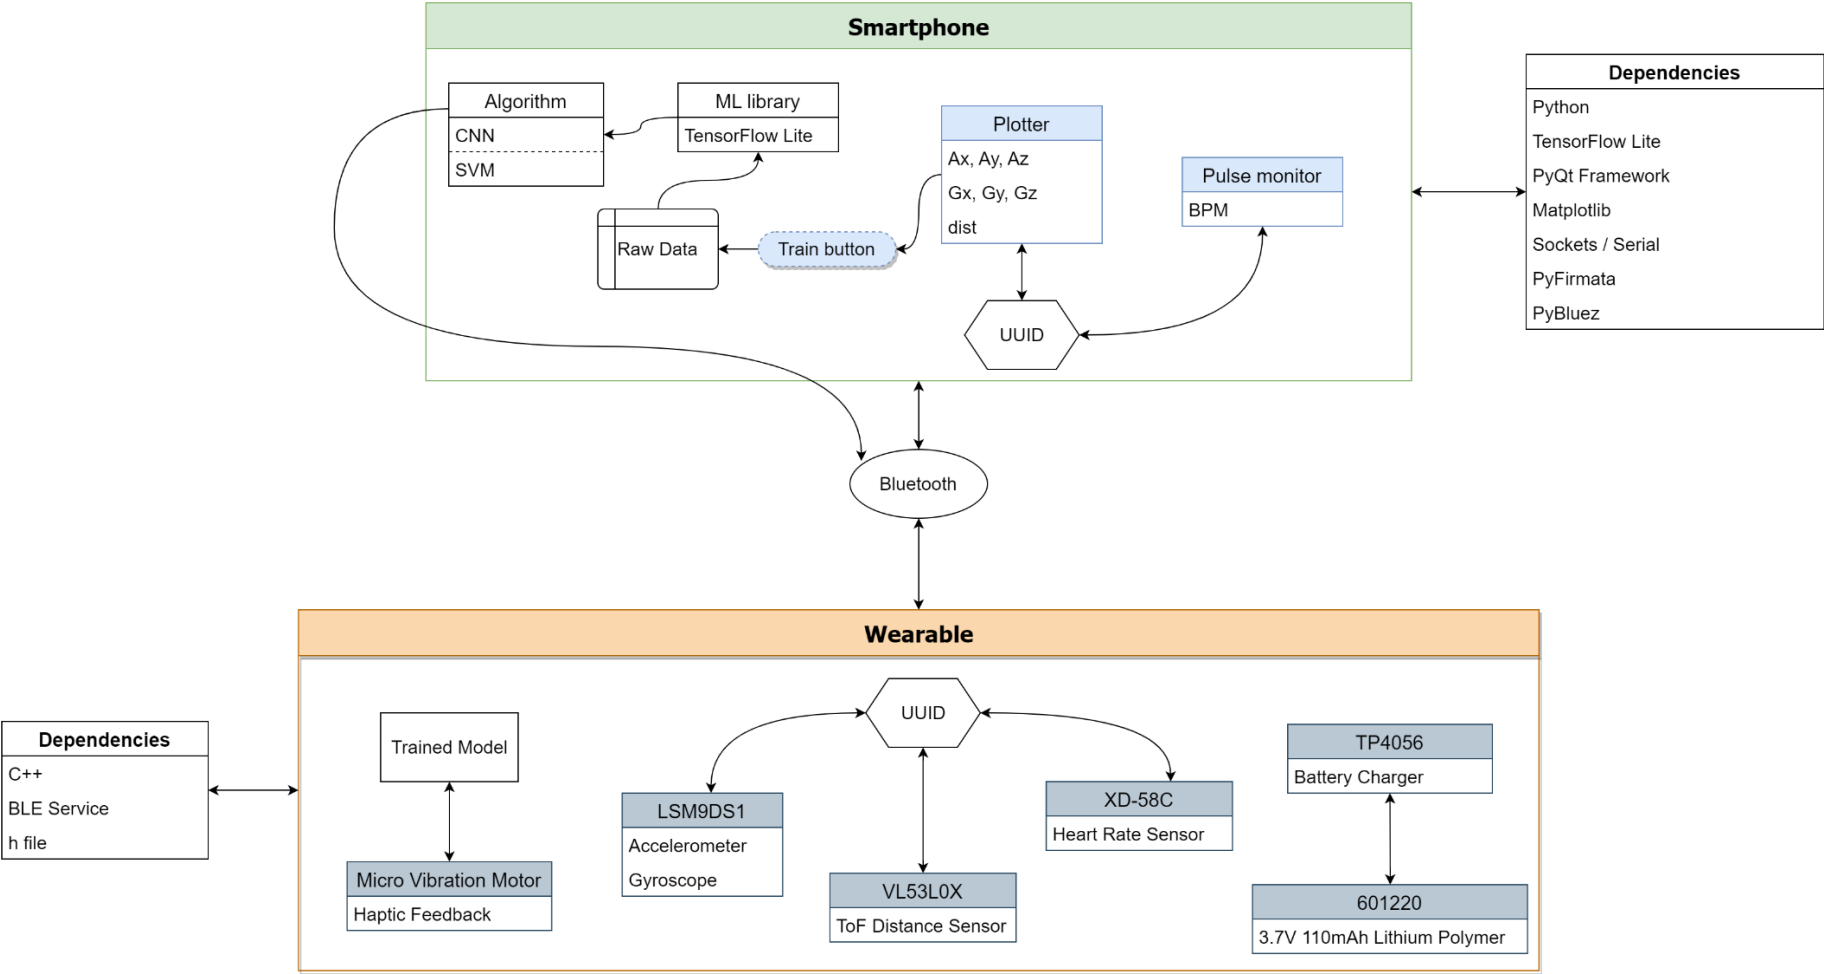 Smartphone
Algorithm
CNN
SVM
ML library
TensorFlow Lite
Plotter
Ax, Ay, Az
Gx, Gy, Gz
dist
Pulse monitor
BPM
Raw Data
Train button
UUID
Dependencies
Python
TensorFlow Lite
PyQt Framework
Matplotlib
Sockets / Serial
PyFirmata
PyBluez
Bluetooth
Wearable
Dependencies
C++
BLE Service
h file
Trained Model
Micro Vibration Motor
Haptic Feedback
UUID
LSM9DS1
Accelerometer
Gyroscope
VL53L0X
ToF Distance Sensor
XD-58C
Heart Rate Sensor
TP4056
Battery Charger
601220
3.7V 110mAh Lithium Polymer